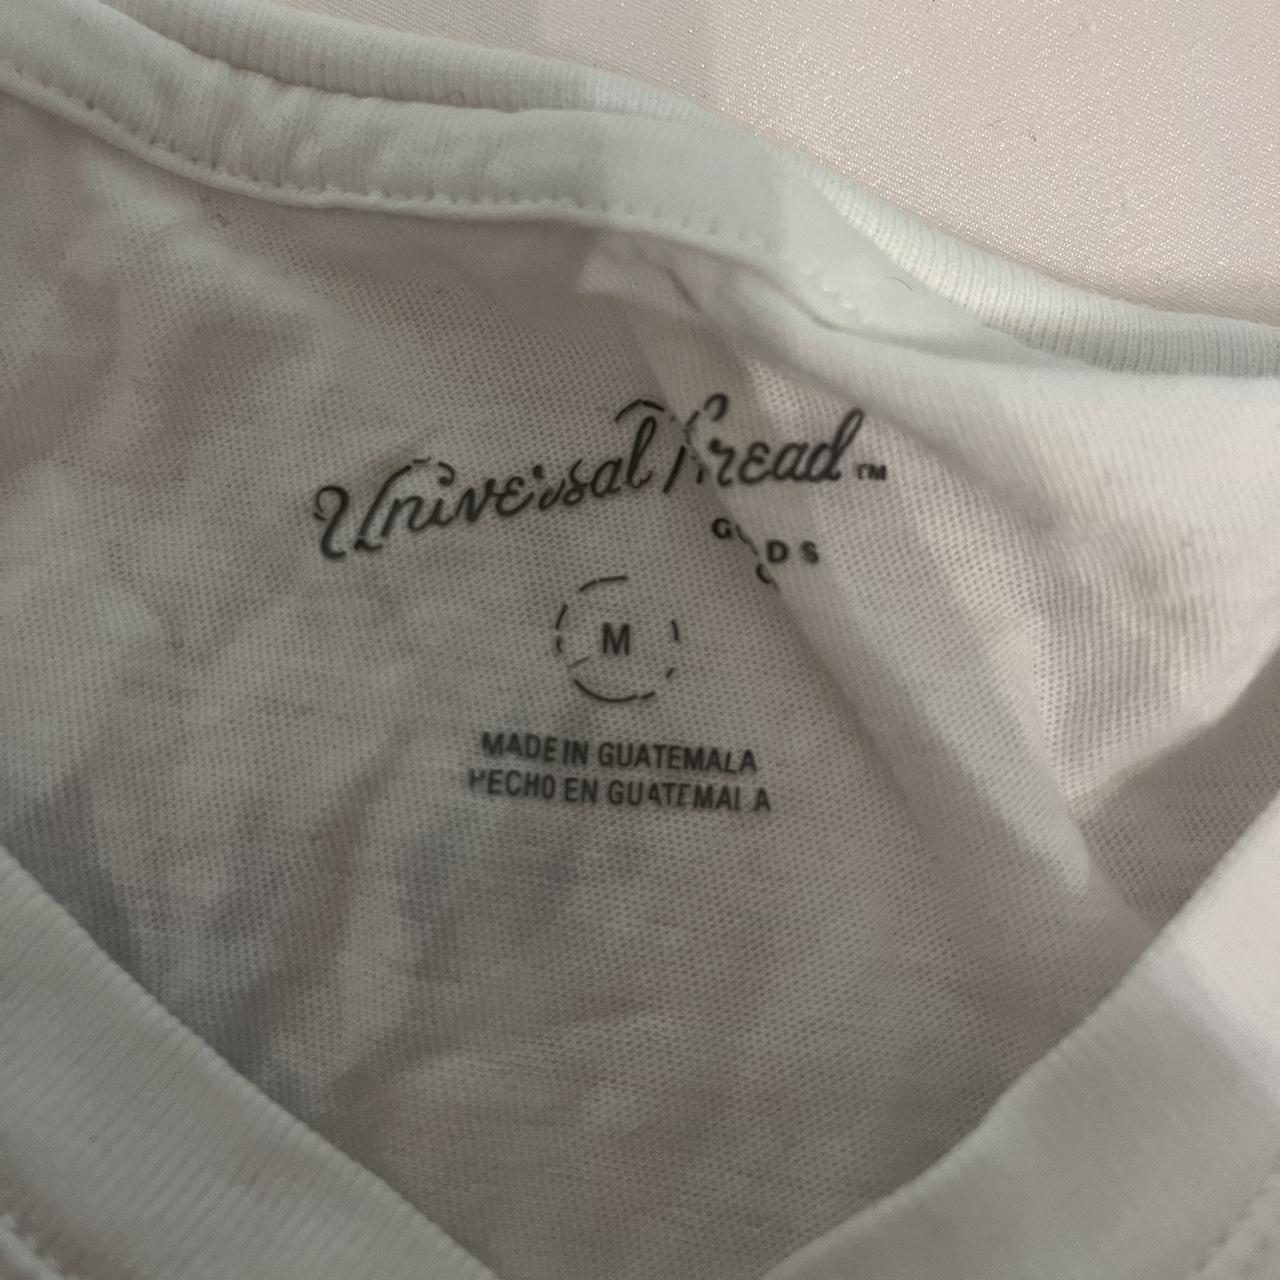 Universal Thread™
GOODS
M
MADE IN GUATEMALA
HECHO EN GUATEMALA